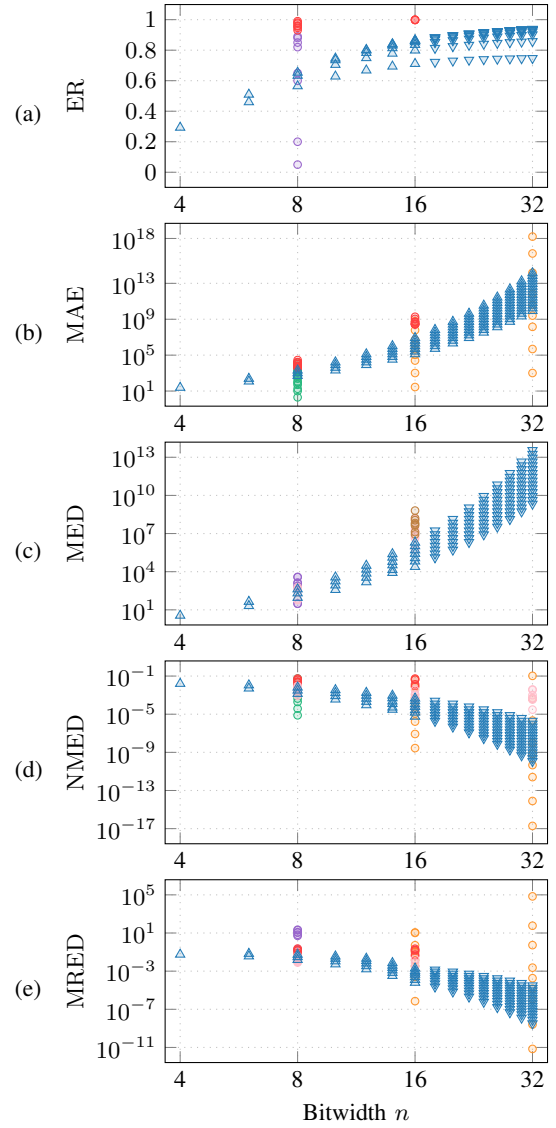 (a)
ER
1
0.8
0.6
0.4
0.2
0
4 8 16 32
(b)
MAE
10^18
10^13
10^9
10^5
10^1
4 8 16 32
(c)
MED
10^13
10^10
10^7
10^4
10^1
4 8 16 32
(d)
NMED
10^−1
10^−5
10^−9
10^−13
10^−17
4 8 16 32
(e)
MRED
10^5
10^1
10^−3
10^−7
10^−11
4 8 16 32
Bitwidth n